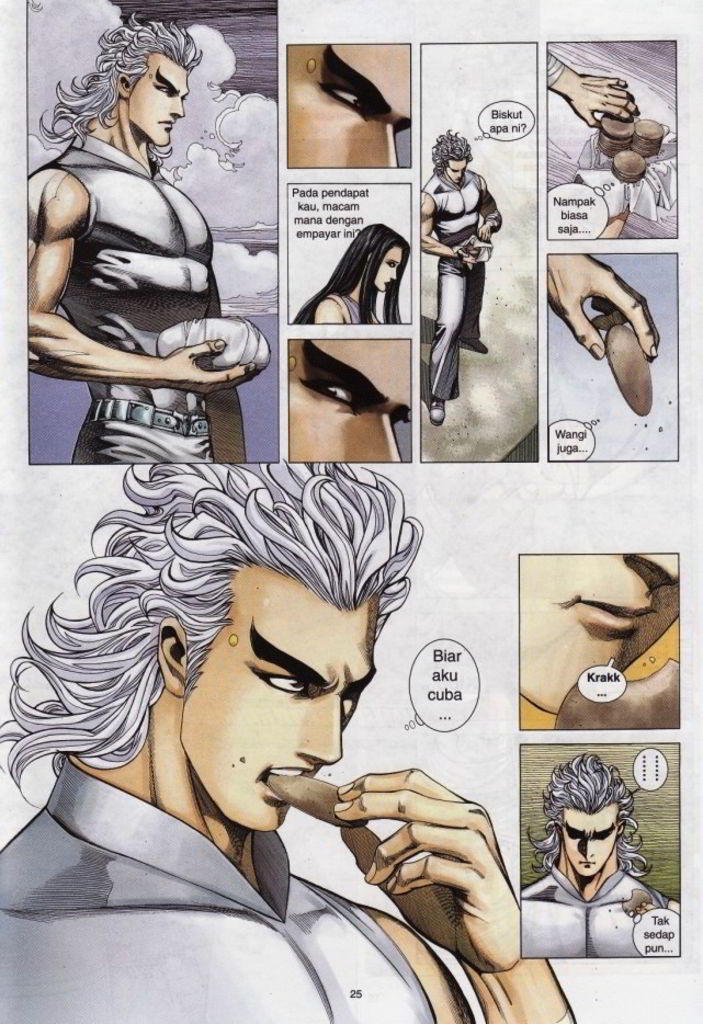 Pada pendapat
kau, macam
mana dengan
empayar ini?
Biskut
apa ni?
Nampak
biasa
saja....
Wangi
juga...
Biar
aku
cuba
...
Krakk
...
Tak
sedap
pun...
25